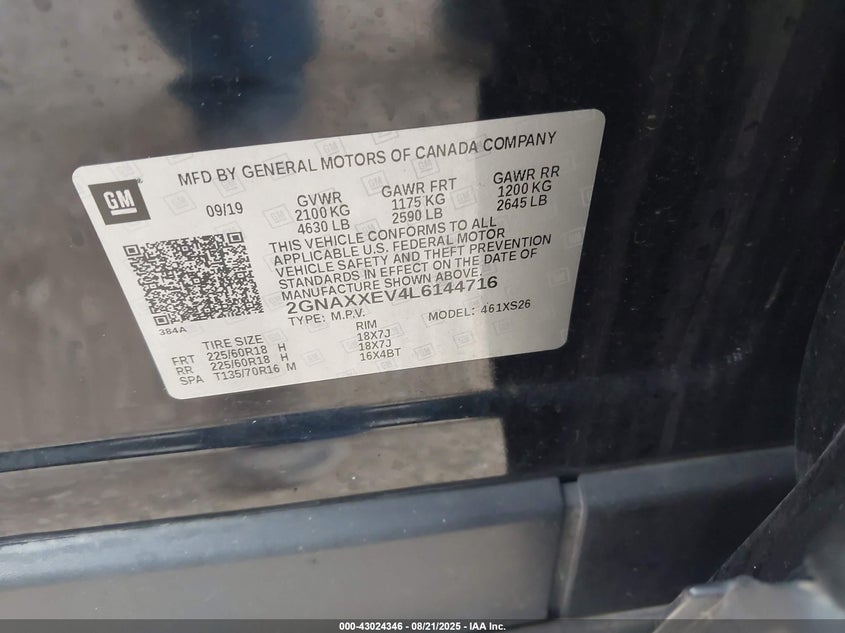 MFD BY GENERAL MOTORS OF CANADA COMPANY
GM
09/19 GVWR GAWR FRT GAWR RR
2100 KG 1175 KG 1200 KG
4630 LB 2590 LB 2645 LB
THIS VEHICLE CONFORMS TO ALL
APPLICABLE U.S. FEDERAL MOTOR
VEHICLE SAFETY AND THEFT PREVENTION
STANDARDS IN EFFECT ON THE DATE OF
MANUFACTURE SHOWN ABOVE.
2GNAXXEV4L6144716
TYPE: M.P.V. MODEL: 461XS26
384A
TIRE SIZE RIM
FRT 225/60R18 H 18X7J
RR 225/60R18 H 18X7J
SPA T135/70R16 M 16X4BT
000-43024346 - 08/21/2025 - IAA Inc.